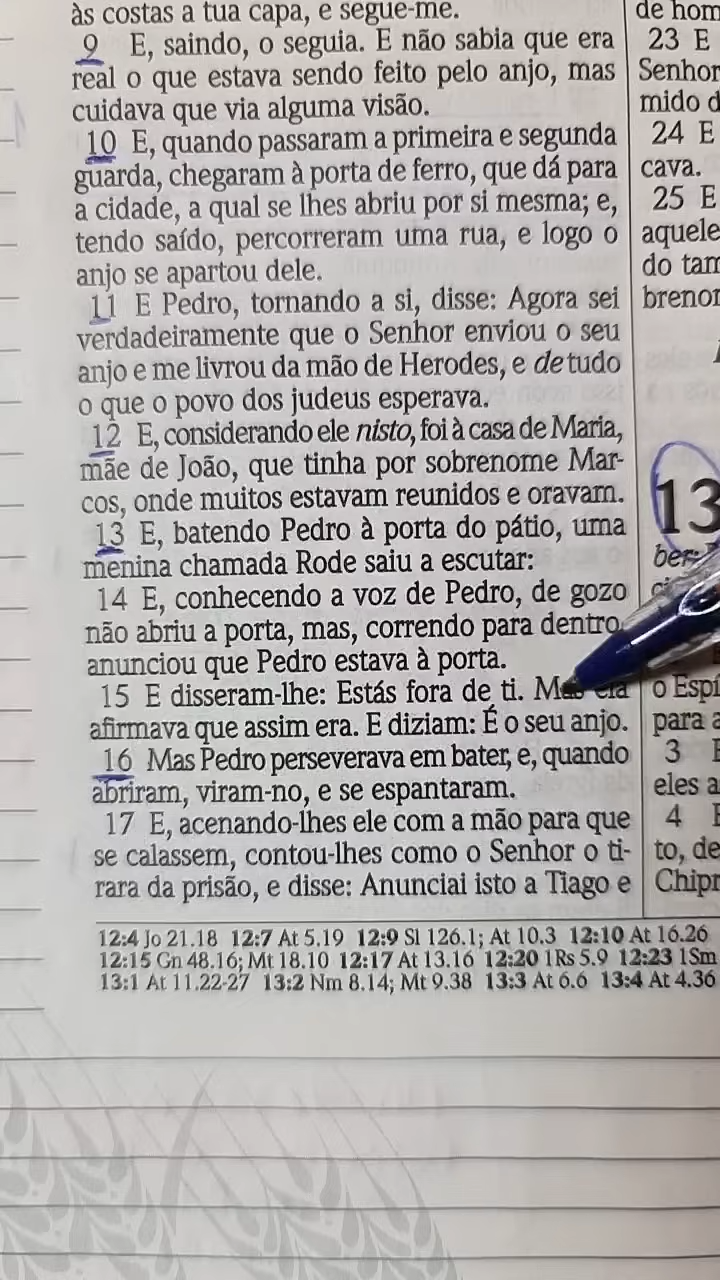 às costas a tua capa, e segue-me.
9 E, saindo, o seguia. E não sabia que era
real o que estava sendo feito pelo anjo, mas
cuidava que via alguma visão.
10 E, quando passaram a primeira e segunda
guarda, chegaram à porta de ferro, que dá para
a cidade, a qual se lhes abriu por si mesma; e,
tendo saído, percorreram uma rua, e logo o
anjo se apartou dele.
11 E Pedro, tornando a si, disse: Agora sei
verdadeiramente que o Senhor enviou o seu
anjo e me livrou da mão de Herodes, e de tudo
o que o povo dos judeus esperava.
12 E, considerando ele nisto, foi à casa de Maria,
mãe de João, que tinha por sobrenome Mar-
cos, onde muitos estavam reunidos e oravam.
13 E, batendo Pedro à porta do pátio, uma
menina chamada Rode saiu a escutar:
14 E, conhecendo a voz de Pedro, de gozo
não abriu a porta, mas, correndo para dentro,
anunciou que Pedro estava à porta.
15 E disseram-lhe: Estás fora de ti. Mas ela
afirmava que assim era. E diziam: É o seu anjo.
16 Mas Pedro perseverava em bater, e, quando
abriram, viram-no, e se espantaram.
17 E, acenando-lhes ele com a mão para que
se calassem, contou-lhes como o Senhor o ti-
rara da prisão, e disse: Anunciai isto a Tiago e
de hom
23 E
Senhor
mido d
24 E
cava.
25 E
aquele
do tam
brenor
13
ber:
o Espí
para a
3 E
eles a
4 E
to, de
Chipr
12:4 Jo 21.18 12:7 At 5.19 12:9 Sl 126.1; At 10.3 12:10 At 16.26
12:15 Gn 48.16; Mt 18.10 12:17 At 13.16 12:20 1Rs 5.9 12:23 1Sm
13:1 At 11.22-27 13:2 Nm 8.14; Mt 9.38 13:3 At 6.6 13:4 At 4.36